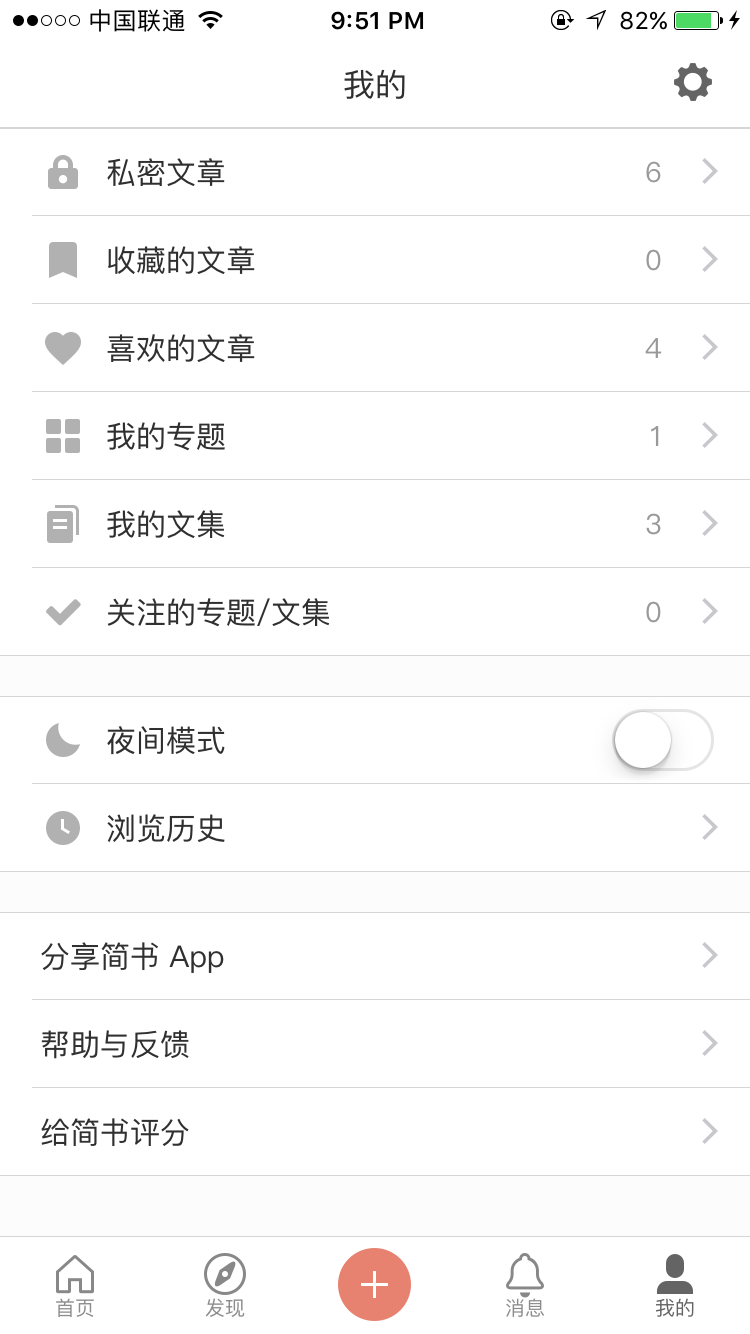 中国联通 9:51 PM 82%
我的
私密文章 6
收藏的文章 0
喜欢的文章 4
我的专题 1
我的文集 3
关注的专题/文集 0
夜间模式
浏览历史
分享简书 App
帮助与反馈
给简书评分
首页 发现 消息 我的